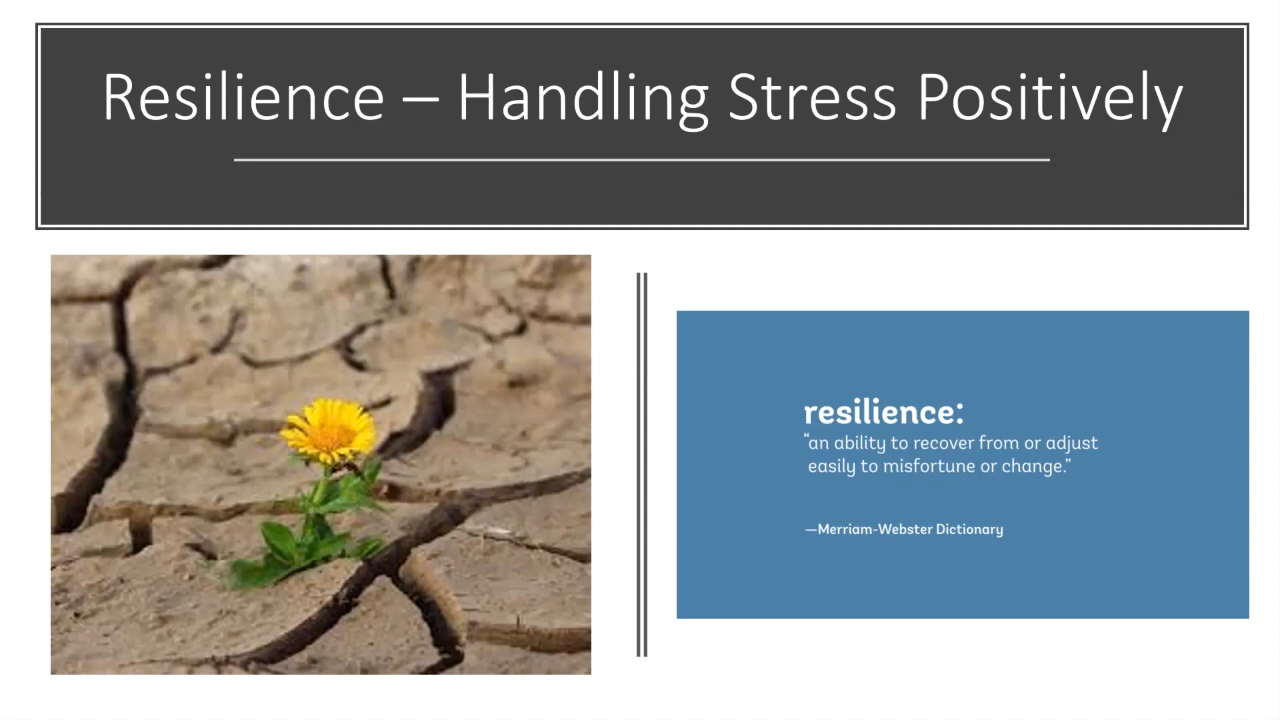 Resilience – Handling Stress Positively
resilience:
“an ability to recover from or adjust
easily to misfortune or change.”
—Merriam-Webster Dictionary